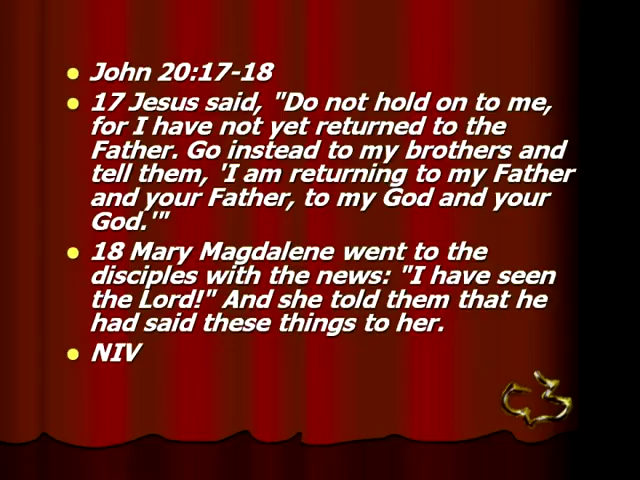 John 20:17-18
17 Jesus said, "Do not hold on to me,
for I have not yet returned to the
Father. Go instead to my brothers and
tell them, 'I am returning to my Father
and your Father, to my God and your
God.'"
18 Mary Magdalene went to the
disciples with the news: "I have seen
the Lord!" And she told them that he
had said these things to her.
NIV